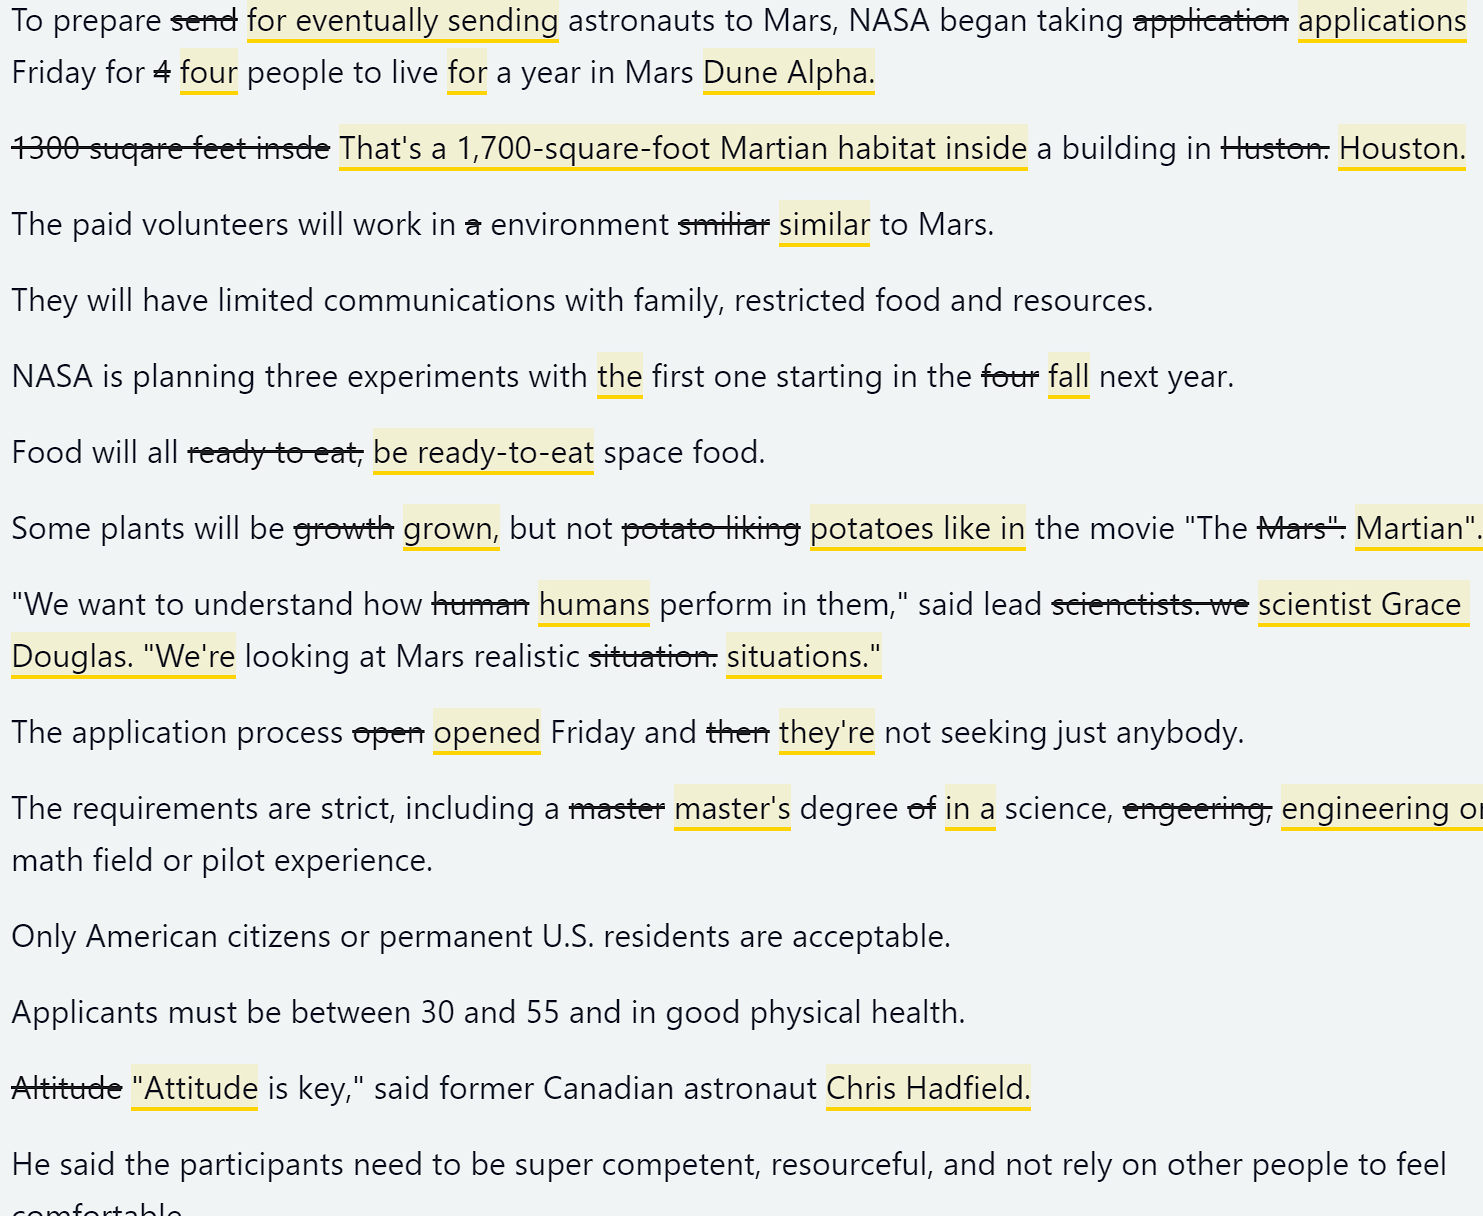 To prepare send for eventually sending astronauts to Mars, NASA began taking application applications
Friday for 4 four people to live for a year in Mars Dune Alpha.
1300 suqare feet insde That's a 1,700-square-foot Martian habitat inside a building in Huston. Houston.
The paid volunteers will work in a environment smiliar similar to Mars.
They will have limited communications with family, restricted food and resources.
NASA is planning three experiments with the first one starting in the four fall next year.
Food will all ready to eat, be ready-to-eat space food.
Some plants will be growth grown, but not potato liking potatoes like in the movie "The Mars". Martian".
"We want to understand how human humans perform in them," said lead scienctists. we scientist Grace
Douglas. "We're looking at Mars realistic situation. situations."
The application process open opened Friday and then they're not seeking just anybody.
The requirements are strict, including a master master's degree of in a science, engeering, engineering or
math field or pilot experience.
Only American citizens or permanent U.S. residents are acceptable.
Applicants must be between 30 and 55 and in good physical health.
Altitude "Attitude is key," said former Canadian astronaut Chris Hadfield.
He said the participants need to be super competent, resourceful, and not rely on other people to feel
comfortable